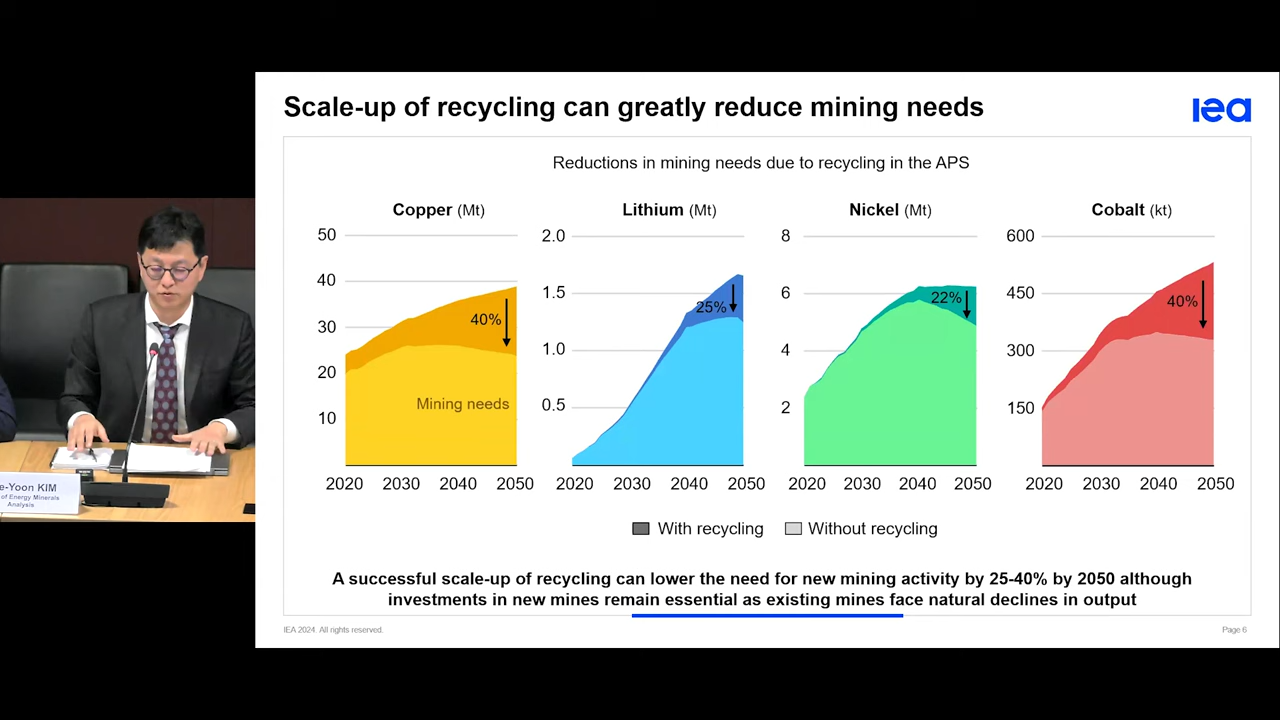 Scale-up of recycling can greatly reduce mining needs
iea
Reductions in mining needs due to recycling in the APS
Copper (Mt)
50
40
30
20
10
40%
Mining needs
2020 2030 2040 2050
Lithium (Mt)
2.0
1.5
1.0
0.5
25%
2020 2030 2040 2050
Nickel (Mt)
8
6
4
2
22%
2020 2030 2040 2050
Cobalt (kt)
600
450
300
150
40%
2020 2030 2040 2050
With recycling Without recycling
A successful scale-up of recycling can lower the need for new mining activity by 25-40% by 2050 although
investments in new mines remain essential as existing mines face natural declines in output
IEA 2024. All rights reserved.
Page 6
e-Yoon KIM
of Energy Minerals
Analysis